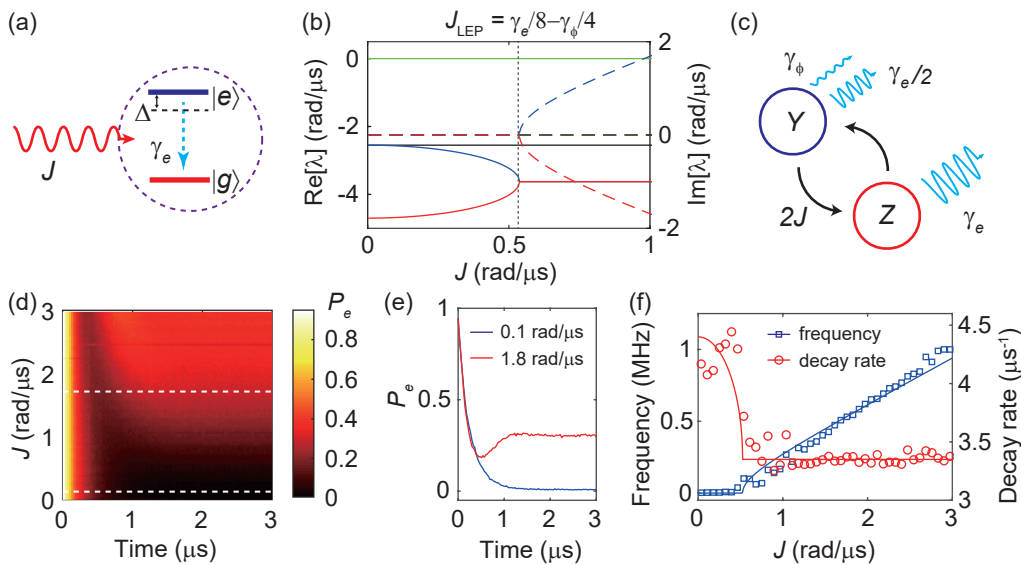 (a)
|e⟩
Δ
γe
J
|g⟩
(b)
J_LEP = γe/8–γϕ/4
0
-2
-4
Re[λ] (rad/μs)
2
0
-2
Im[λ] (rad/μs)
0
0.5
1
J (rad/μs)
(c)
γϕ
γe/2
Y
2J
Z
γe
(d)
Pe
3
2
1
0
J (rad/μs)
0
1
2
3
Time (μs)
0.8
0.6
0.4
0.2
0
(e)
1
0.5
0
Pe
0.1 rad/μs
1.8 rad/μs
0
1
2
3
Time (μs)
(f)
frequency
decay rate
1
0.5
0
Frequency (MHz)
4.5
4
3.5
3
Decay rate (μs⁻¹)
0
1
2
3
J (rad/μs)